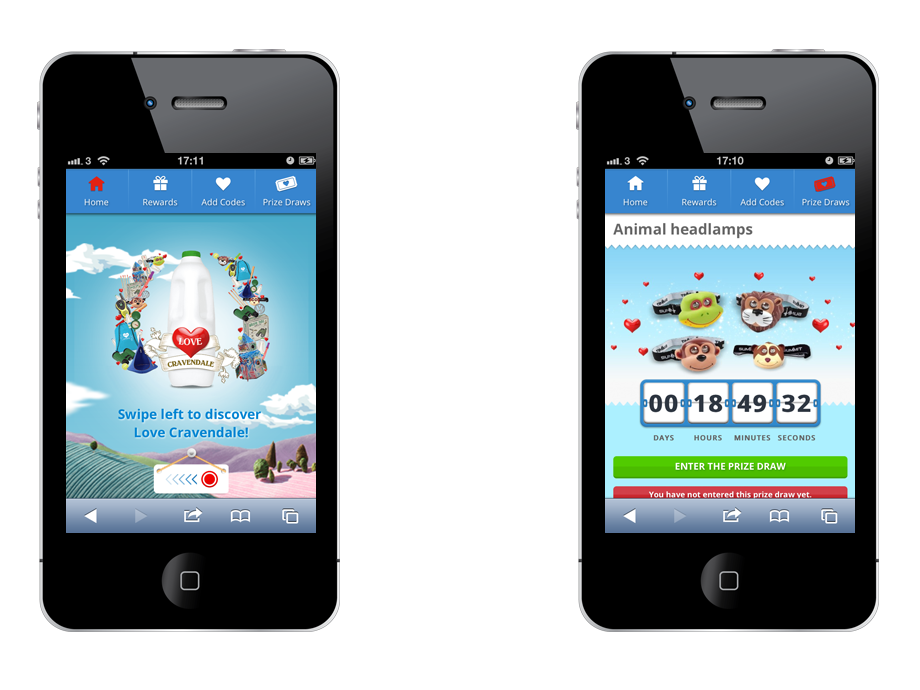 3 17:11
Home Rewards Add Codes Prize Draws
LOVE
CRAVENDALE
Swipe left to discover
Love Cravendale!
3 17:10
Home Rewards Add Codes Prize Draws
Animal headlamps
00 18 49 32
DAYS HOURS MINUTES SECONDS
ENTER THE PRIZE DRAW
You have not entered this prize draw yet.